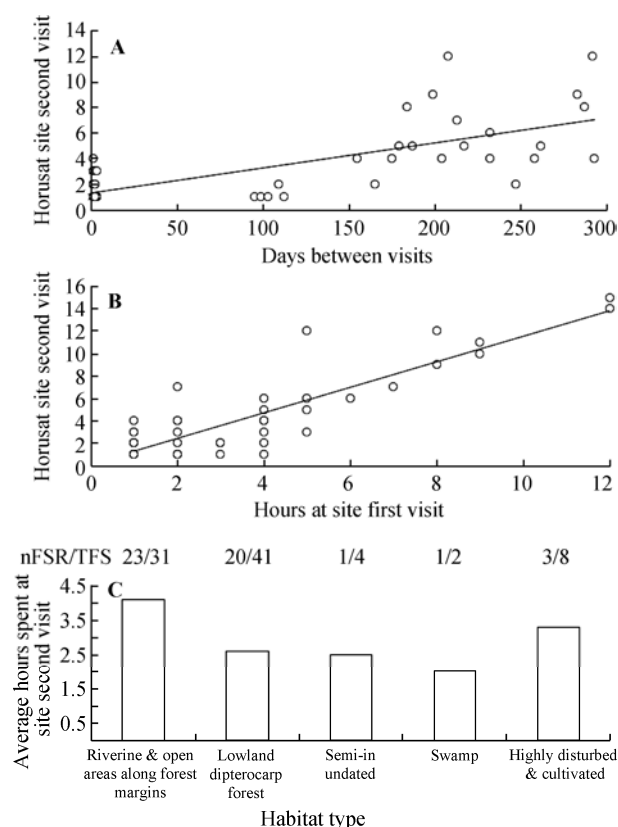 A
Horusat site second visit
14
12
10
8
6
4
2
0
0 50 100 150 200 250 300
Days between visits
B
Horusat site second visit
16
14
12
10
8
6
4
2
0
0 2 4 6 8 10 12
Hours at site first visit
nFSR/TFS 23/31 20/41 1/4 1/2 3/8
C
Average hours spent at
site second visit
4.5
3.5
2.5
1.5
0.5
Riverine & open
areas along forest
margins
Lowland
dipterocarp
forest
Semi-in
undated
Swamp
Highly disturbed
& cultivated
Habitat type